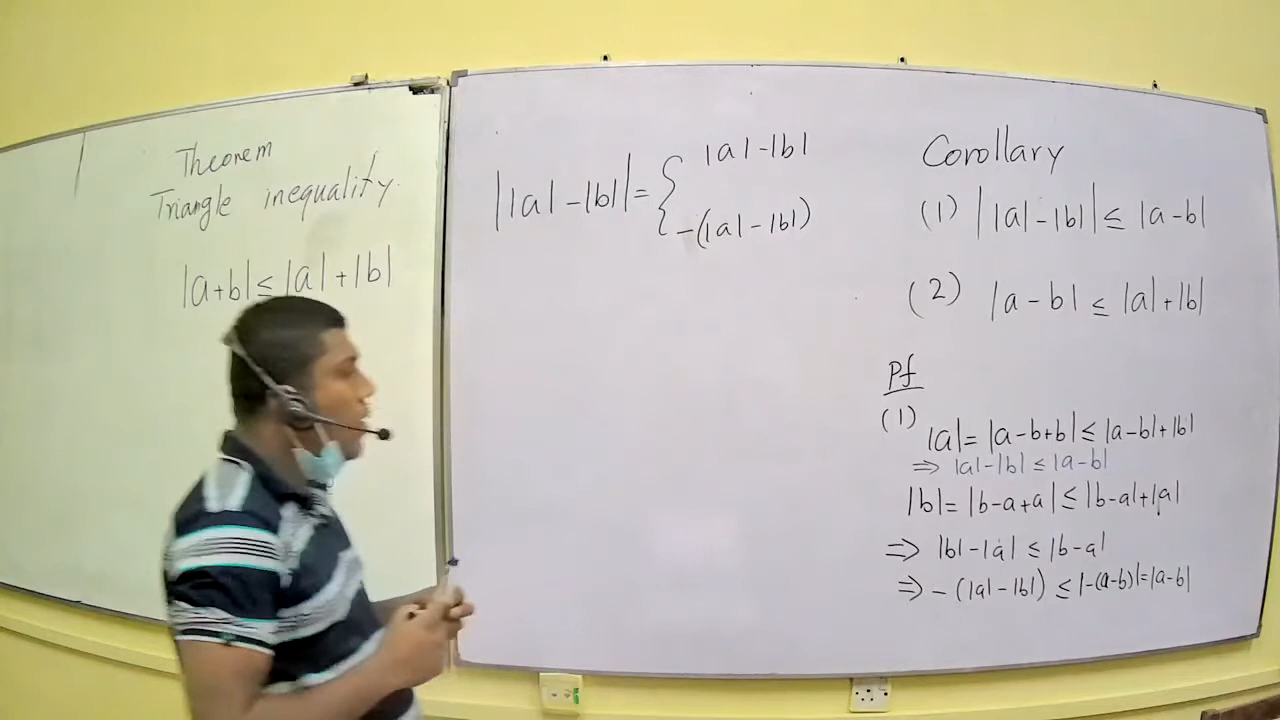 Theorem
Triangle inequality.
|a+b| ≤ |a| + |b|
||a| - |b|| = { |a| - |b|
-(|a| - |b|)
Corollary
(1) ||a| - |b|| ≤ |a-b|
(2) |a-b| ≤ |a| + |b|
Pf
(1)
|a| = |a-b+b| ≤ |a-b| + |b|
⇒ |a| - |b| ≤ |a-b|
|b| = |b-a+a| ≤ |b-a| + |a|
⇒ |b| - |a| ≤ |b-a|
⇒ -(|a| - |b|) ≤ |-(a-b)| = |a-b|